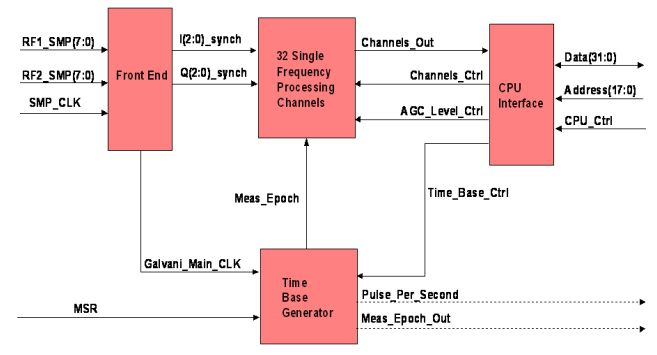 RF1_SMP(7:0)
RF2_SMP(7:0)
SMP_CLK
Front End
I(2:0)_synch
Q(2:0)_synch
32 Single
Frequency
Processing
Channels
Channels_Out
Channels_Ctrl
AGC_Level_Ctrl
CPU
Interface
Data(31:0)
Address(17:0)
CPU_Ctrl
Meas_Epoch
Time_Base_Ctrl
Galvani_Main_CLK
MSR
Time
Base
Generator
Pulse_Per_Second
Meas_Epoch_Out